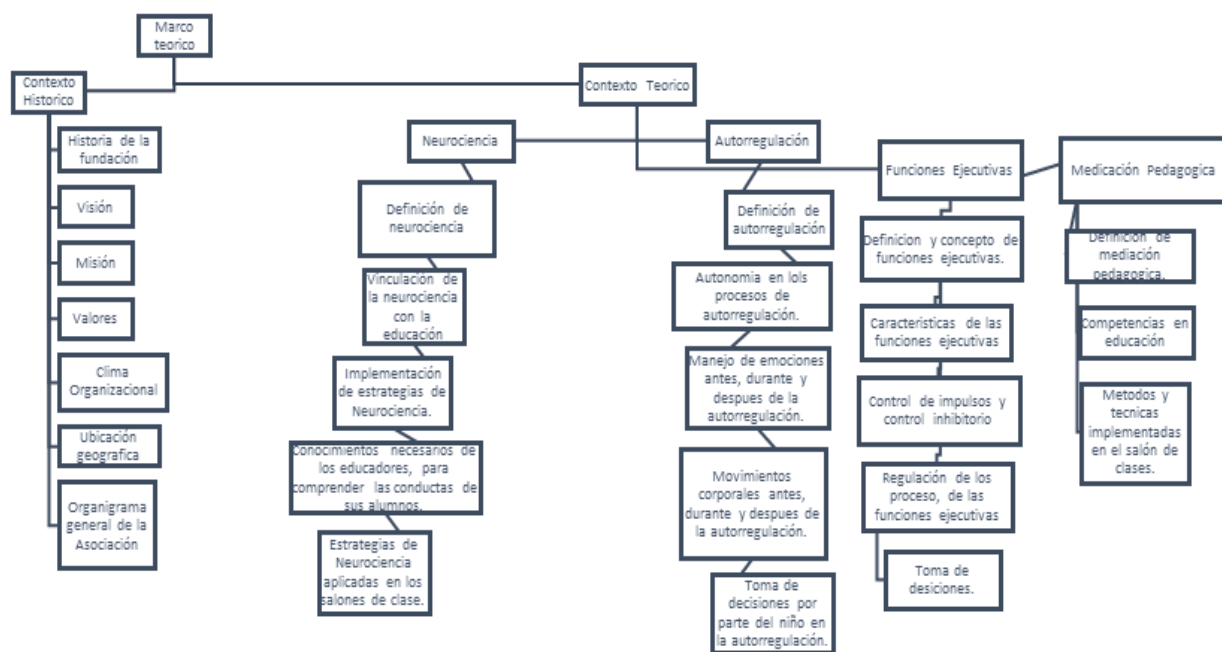 Marco
teorico
Contexto
Historico
Historia de la
fundación
Visión
Misión
Valores
Clima
Organizacional
Ubicación
geografica
Organigrama
general de la
Asociación
Contexto Teorico
Neurociencia
Definición de
neurociencia
Vinculación de
la neurociencia
con la
educación
Implementación
de estrategias de
Neurociencia.
Conocimientos necesarios de
los educadores, para
comprender las conductas de
sus alumnos.
Estrategias de
Neurociencia
aplicadas en los
salones de clase.
Autorregulación
Definición de
autorregulación
Autonomia en lols
procesos de
autorregulación.
Manejo de emociones
antes, durante y
despues de la
autorregulación.
Movimientos
corporales antes,
durante y despues de
la autorregulación.
Toma de
decisiones por
parte del niño en
la autorregulación.
Funciones Ejecutivas
Definicion y concepto de
funciones ejecutivas.
Caracteristicas de las
funciones ejecutivas
Control de impulsos y
control inhibitorio
Regulación de los
proceso, de las
funciones ejecutivas
Toma de
desiciones.
Medicación Pedagogica
Definición de
mediación
pedagogica.
Competencias en
educación
Metodos y
tecnicas
implementadas
en el salón de
clases.